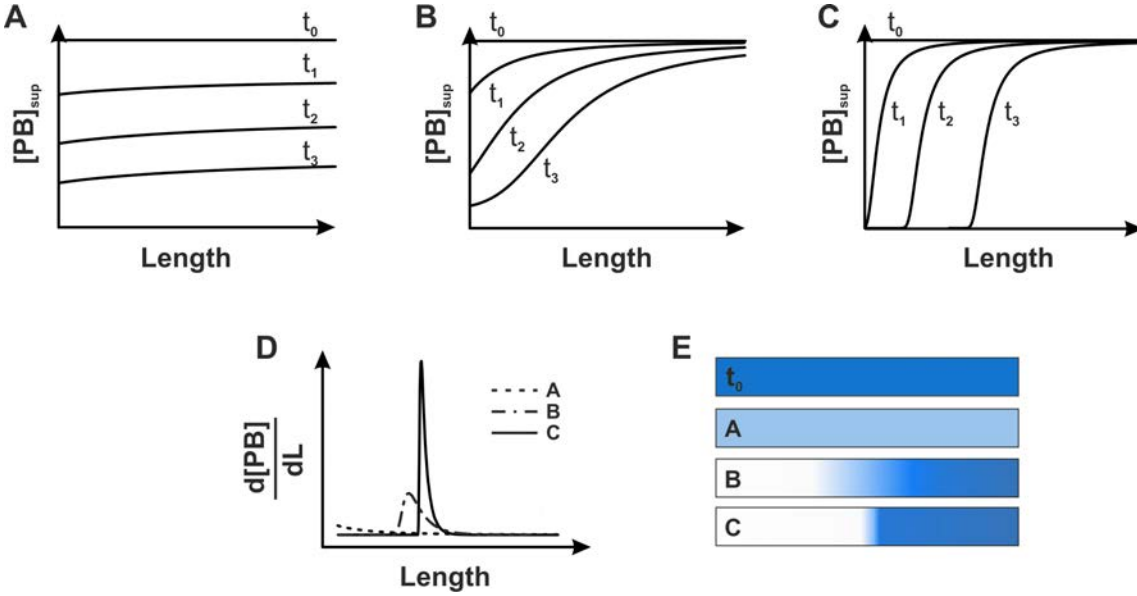 A
[PB]sup
t0
t1
t2
t3
Length
B
[PB]sup
t0
t1
t2
t3
Length
C
[PB]sup
t0
t1
t2
t3
Length
D
d[PB]
dL
A
B
C
Length
E
t0
A
B
C